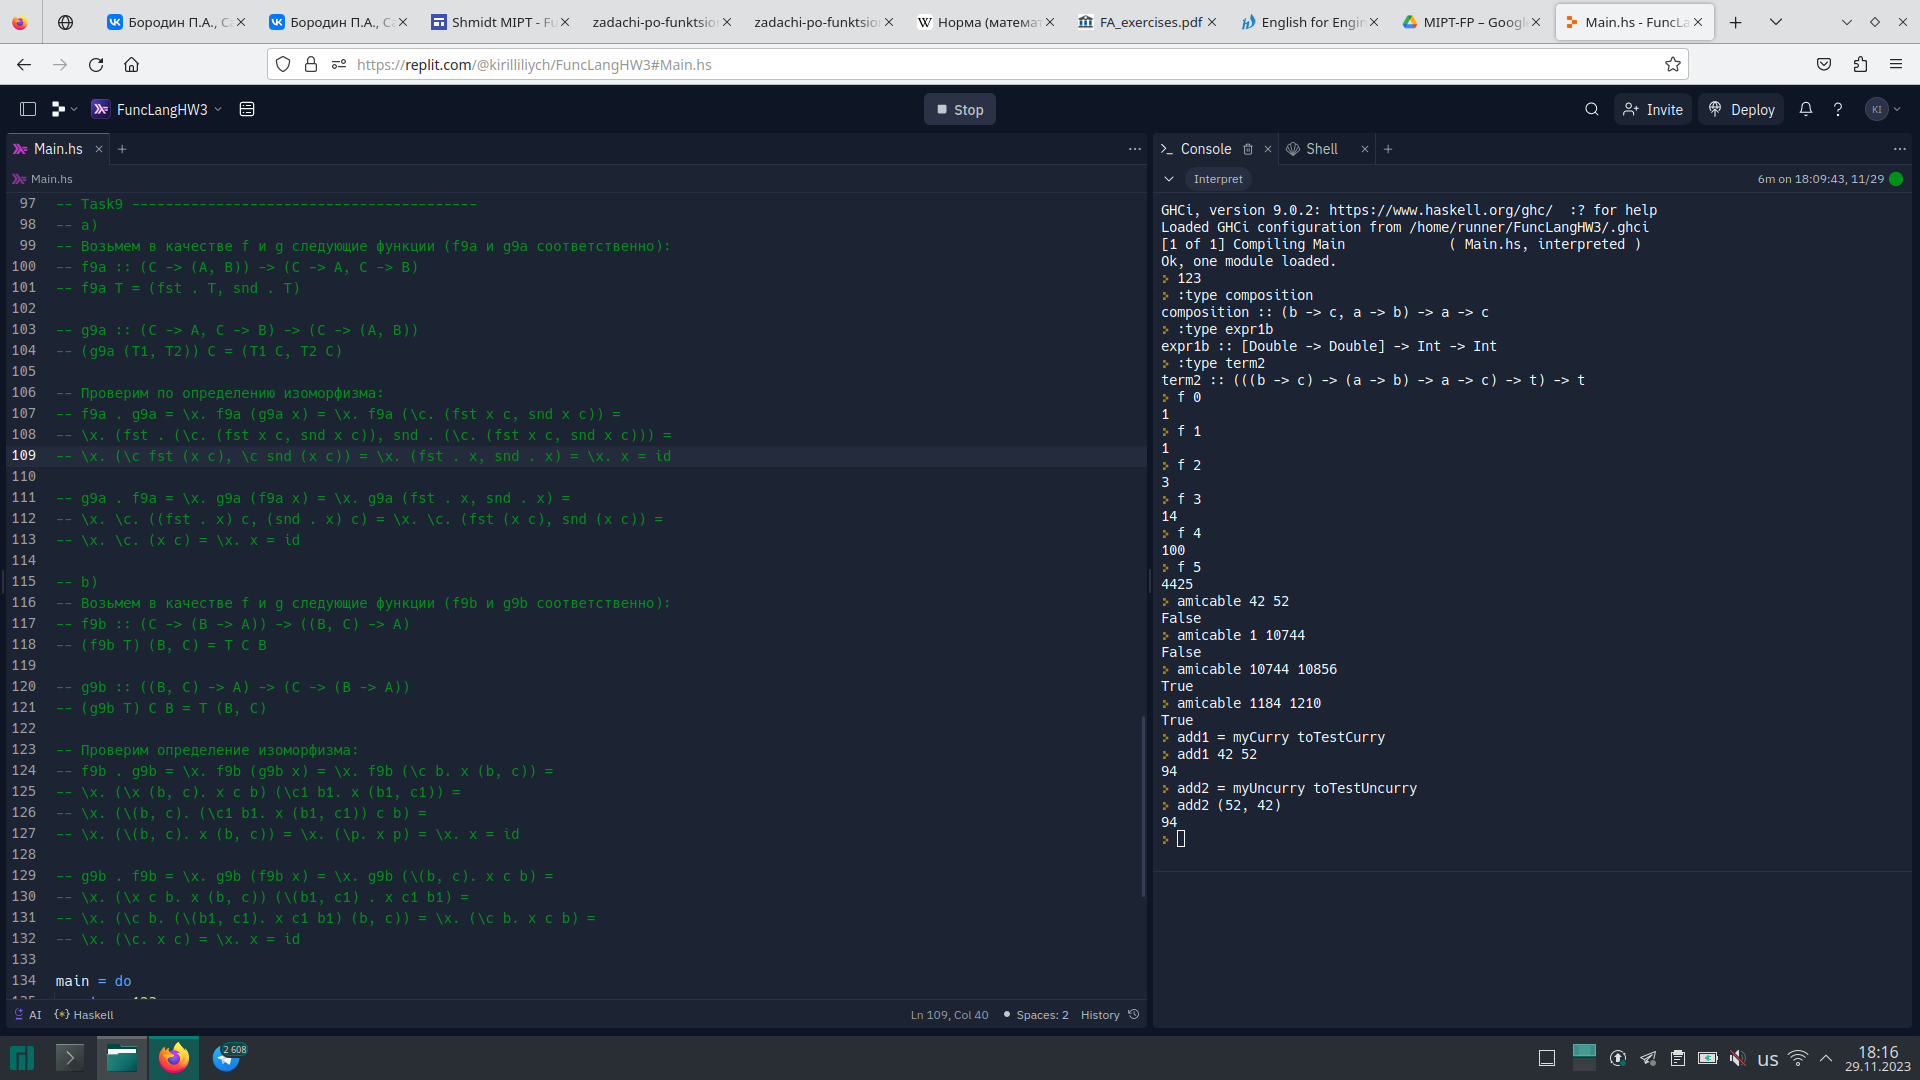 Бородин П.А., Са
Бородин П.А., Са
Shmidt MIPT - Fu
zadachi-po-funktsion
zadachi-po-funktsion
Норма (математ
FA_exercises.pdf
English for Engin
MIPT-FP – Google
Main.hs - FuncLa
https://replit.com/@kirilliliych/FuncLangHW3#Main.hs
FuncLangHW3
Stop
Invite
Deploy
KI
Main.hs
Main.hs
97 -- Task9 -----------------------------------------
98 -- a)
99 -- Возьмем в качестве f и g следующие функции (f9a и g9a соответственно):
100 -- f9a :: (C -> (A, B)) -> (C -> A, C -> B)
101 -- f9a T = (fst . T, snd . T)
102
103 -- g9a :: (C -> A, C -> B) -> (C -> (A, B))
104 -- (g9a (T1, T2)) C = (T1 C, T2 C)
105
106 -- Проверим по определению изоморфизма:
107 -- f9a . g9a = \x. f9a (g9a x) = \x. f9a (\c. (fst x c, snd x c)) =
108 -- \x. (fst . (\c. (fst x c, snd x c)), snd . (\c. (fst x c, snd x c))) =
109 -- \x. (\c fst (x c), \c snd (x c)) = \x. (fst . x, snd . x) = \x. x = id
110
111 -- g9a . f9a = \x. g9a (f9a x) = \x. g9a (fst . x, snd . x) =
112 -- \x. \c. ((fst . x) c, (snd . x) c) = \x. \c. (fst (x c), snd (x c)) =
113 -- \x. \c. (x c) = \x. x = id
114
115 -- b)
116 -- Возьмем в качестве f и g следующие функции (f9b и g9b соответственно):
117 -- f9b :: (C -> (B -> A)) -> ((B, C) -> A)
118 -- (f9b T) (B, C) = T C B
119
120 -- g9b :: ((B, C) -> A) -> (C -> (B -> A))
121 -- (g9b T) C B = T (B, C)
122
123 -- Проверим определение изоморфизма:
124 -- f9b . g9b = \x. f9b (g9b x) = \x. f9b (\c b. x (b, c)) =
125 -- \x. (\x (b, c). x c b) (\c1 b1. x (b1, c1)) =
126 -- \x. (\(b, c). (\c1 b1. x (b1, c1)) c b) =
127 -- \x. (\(b, c). x (b, c)) = \x. (\p. x p) = \x. x = id
128
129 -- g9b . f9b = \x. g9b (f9b x) = \x. g9b (\(b, c). x c b) =
130 -- \x. (\x c b. x (b, c)) (\(b1, c1) . x c1 b1) =
131 -- \x. (\c b. (\(b1, c1). x c1 b1) (b, c)) = \x. (\c b. x c b) =
132 -- \x. (\c. x c) = \x. x = id
133
134 main = do
AI
Haskell
Ln 109, Col 40
Spaces: 2
History
Console
Shell
Interpret
6m on 18:09:43, 11/29
GHCi, version 9.0.2: https://www.haskell.org/ghc/  :? for help
Loaded GHCi configuration from /home/runner/FuncLangHW3/.ghci
[1 of 1] Compiling Main             ( Main.hs, interpreted )
Ok, one module loaded.
123
:type composition
composition :: (b -> c, a -> b) -> a -> c
:type expr1b
expr1b :: [Double -> Double] -> Int -> Int
:type term2
term2 :: (((b -> c) -> (a -> b) -> a -> c) -> t) -> t
f 0
1
f 1
1
f 2
3
f 3
14
f 4
100
f 5
4425
amicable 42 52
False
amicable 1 10744
False
amicable 10744 10856
True
amicable 1184 1210
True
add1 = myCurry toTestCurry
add1 42 52
94
add2 = myUncurry toTestUncurry
add2 (52, 42)
94
2 608
us
18:16
29.11.2023